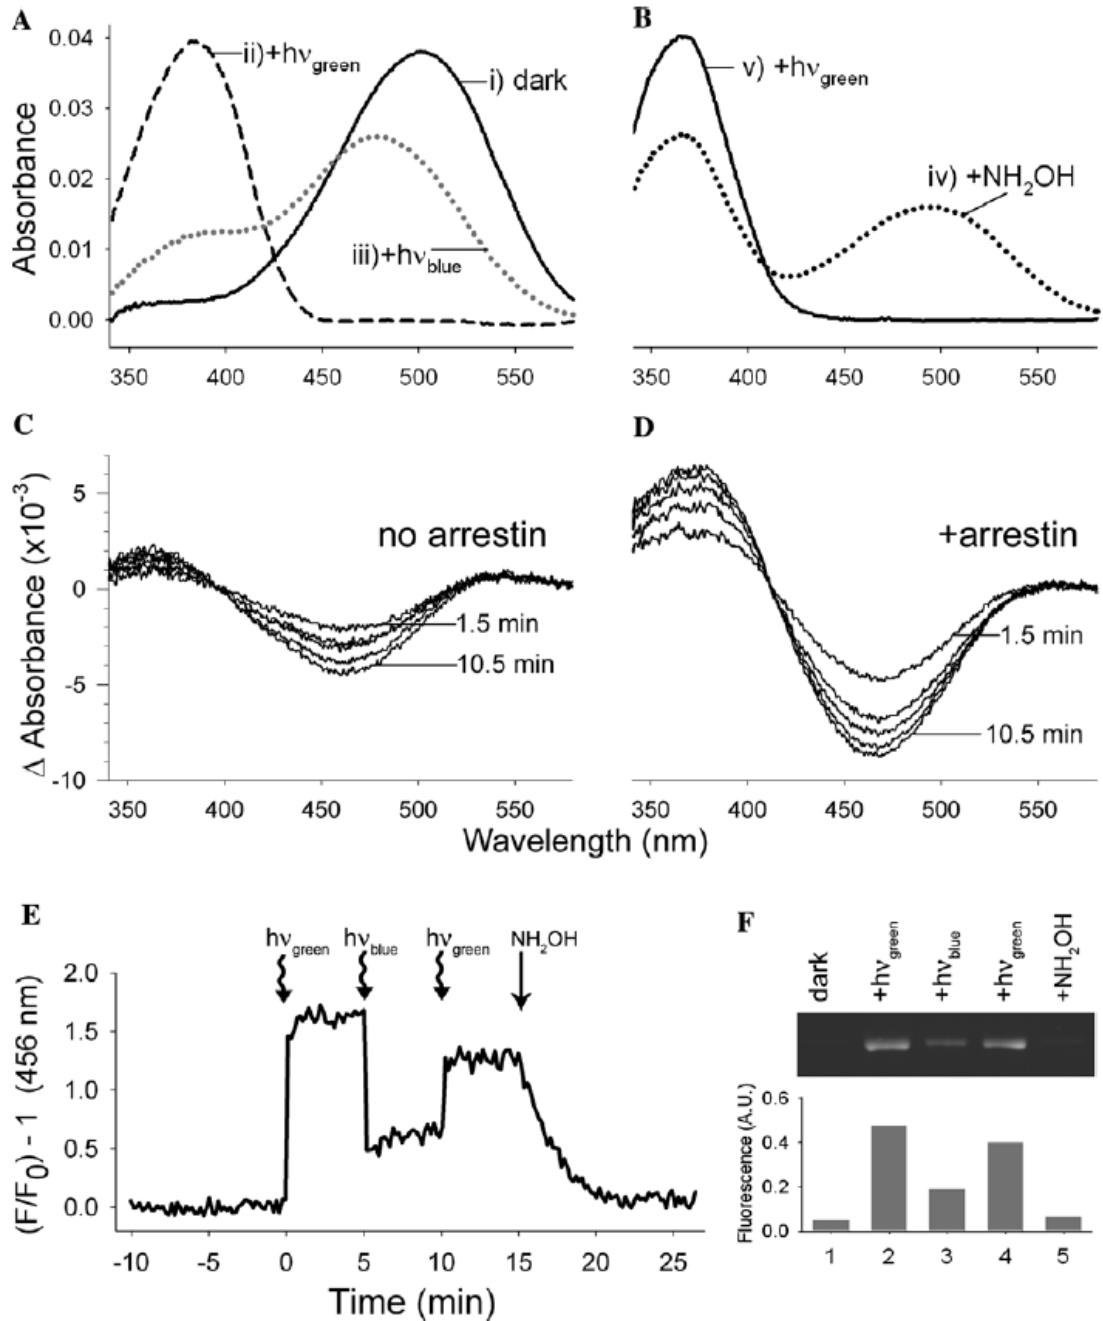 A
0.04
0.03
0.02
0.01
0.00
Absorbance
ii)+hνgreen
i) dark
iii)+hνblue
350 400 450 500 550
B
v) +hνgreen
iv) +NH2OH
350 400 450 500 550
C
5
0
-5
-10
Δ Absorbance (x10-3)
no arrestin
1.5 min
10.5 min
350 400 450 500 550
D
+arrestin
1.5 min
10.5 min
350 400 450 500 550
Wavelength (nm)
E
hνgreen hνblue hνgreen NH2OH
2.0
1.5
1.0
0.5
0.0
(F/F0) - 1 (456 nm)
-10 -5 0 5 10 15 20 25
Time (min)
F
dark
+hνgreen
+hνblue
+hνgreen
+NH2OH
0.6
0.4
0.2
0.0
Fluorescence (A.U.)
1 2 3 4 5